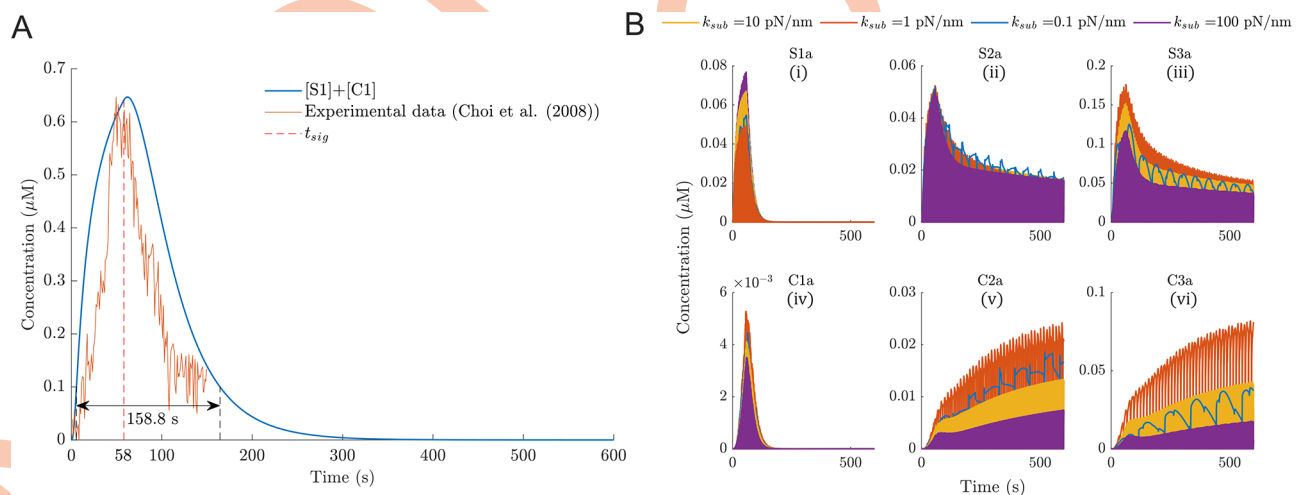 A
0.7
0.6
0.5
0.4
0.3
0.2
0.1
0
Concentration (μM)
[S1]+[C1]
Experimental data (Choi et al. (2008))
t_sig
158.8 s
0 58 100 200 300 400 500 600
Time (s)
B
k_sub =10 pN/nm k_sub =1 pN/nm k_sub =0.1 pN/nm k_sub =100 pN/nm
Concentration (μM)
S1a
(i)
0.08
0.06
0.04
0.02
0
0 500
S2a
(ii)
0.06
0.04
0.02
0
0 500
S3a
(iii)
0.2
0.15
0.1
0.05
0
0 500
×10⁻³
C1a
(iv)
6
4
2
0
0 500
C2a
(v)
0.03
0.02
0.01
0
0 500
C3a
(vi)
0.1
0.05
0
0 500
Time (s)